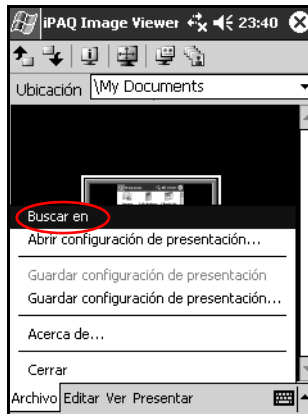 iPAQ Image Viewer 23:40
Ubicación \My Documents
Buscar en
Abrir configuración de presentación...
Guardar configuración de presentación
Guardar configuración de presentación...
Acerca de...
Cerrar
Archivo Editar Ver Presentar